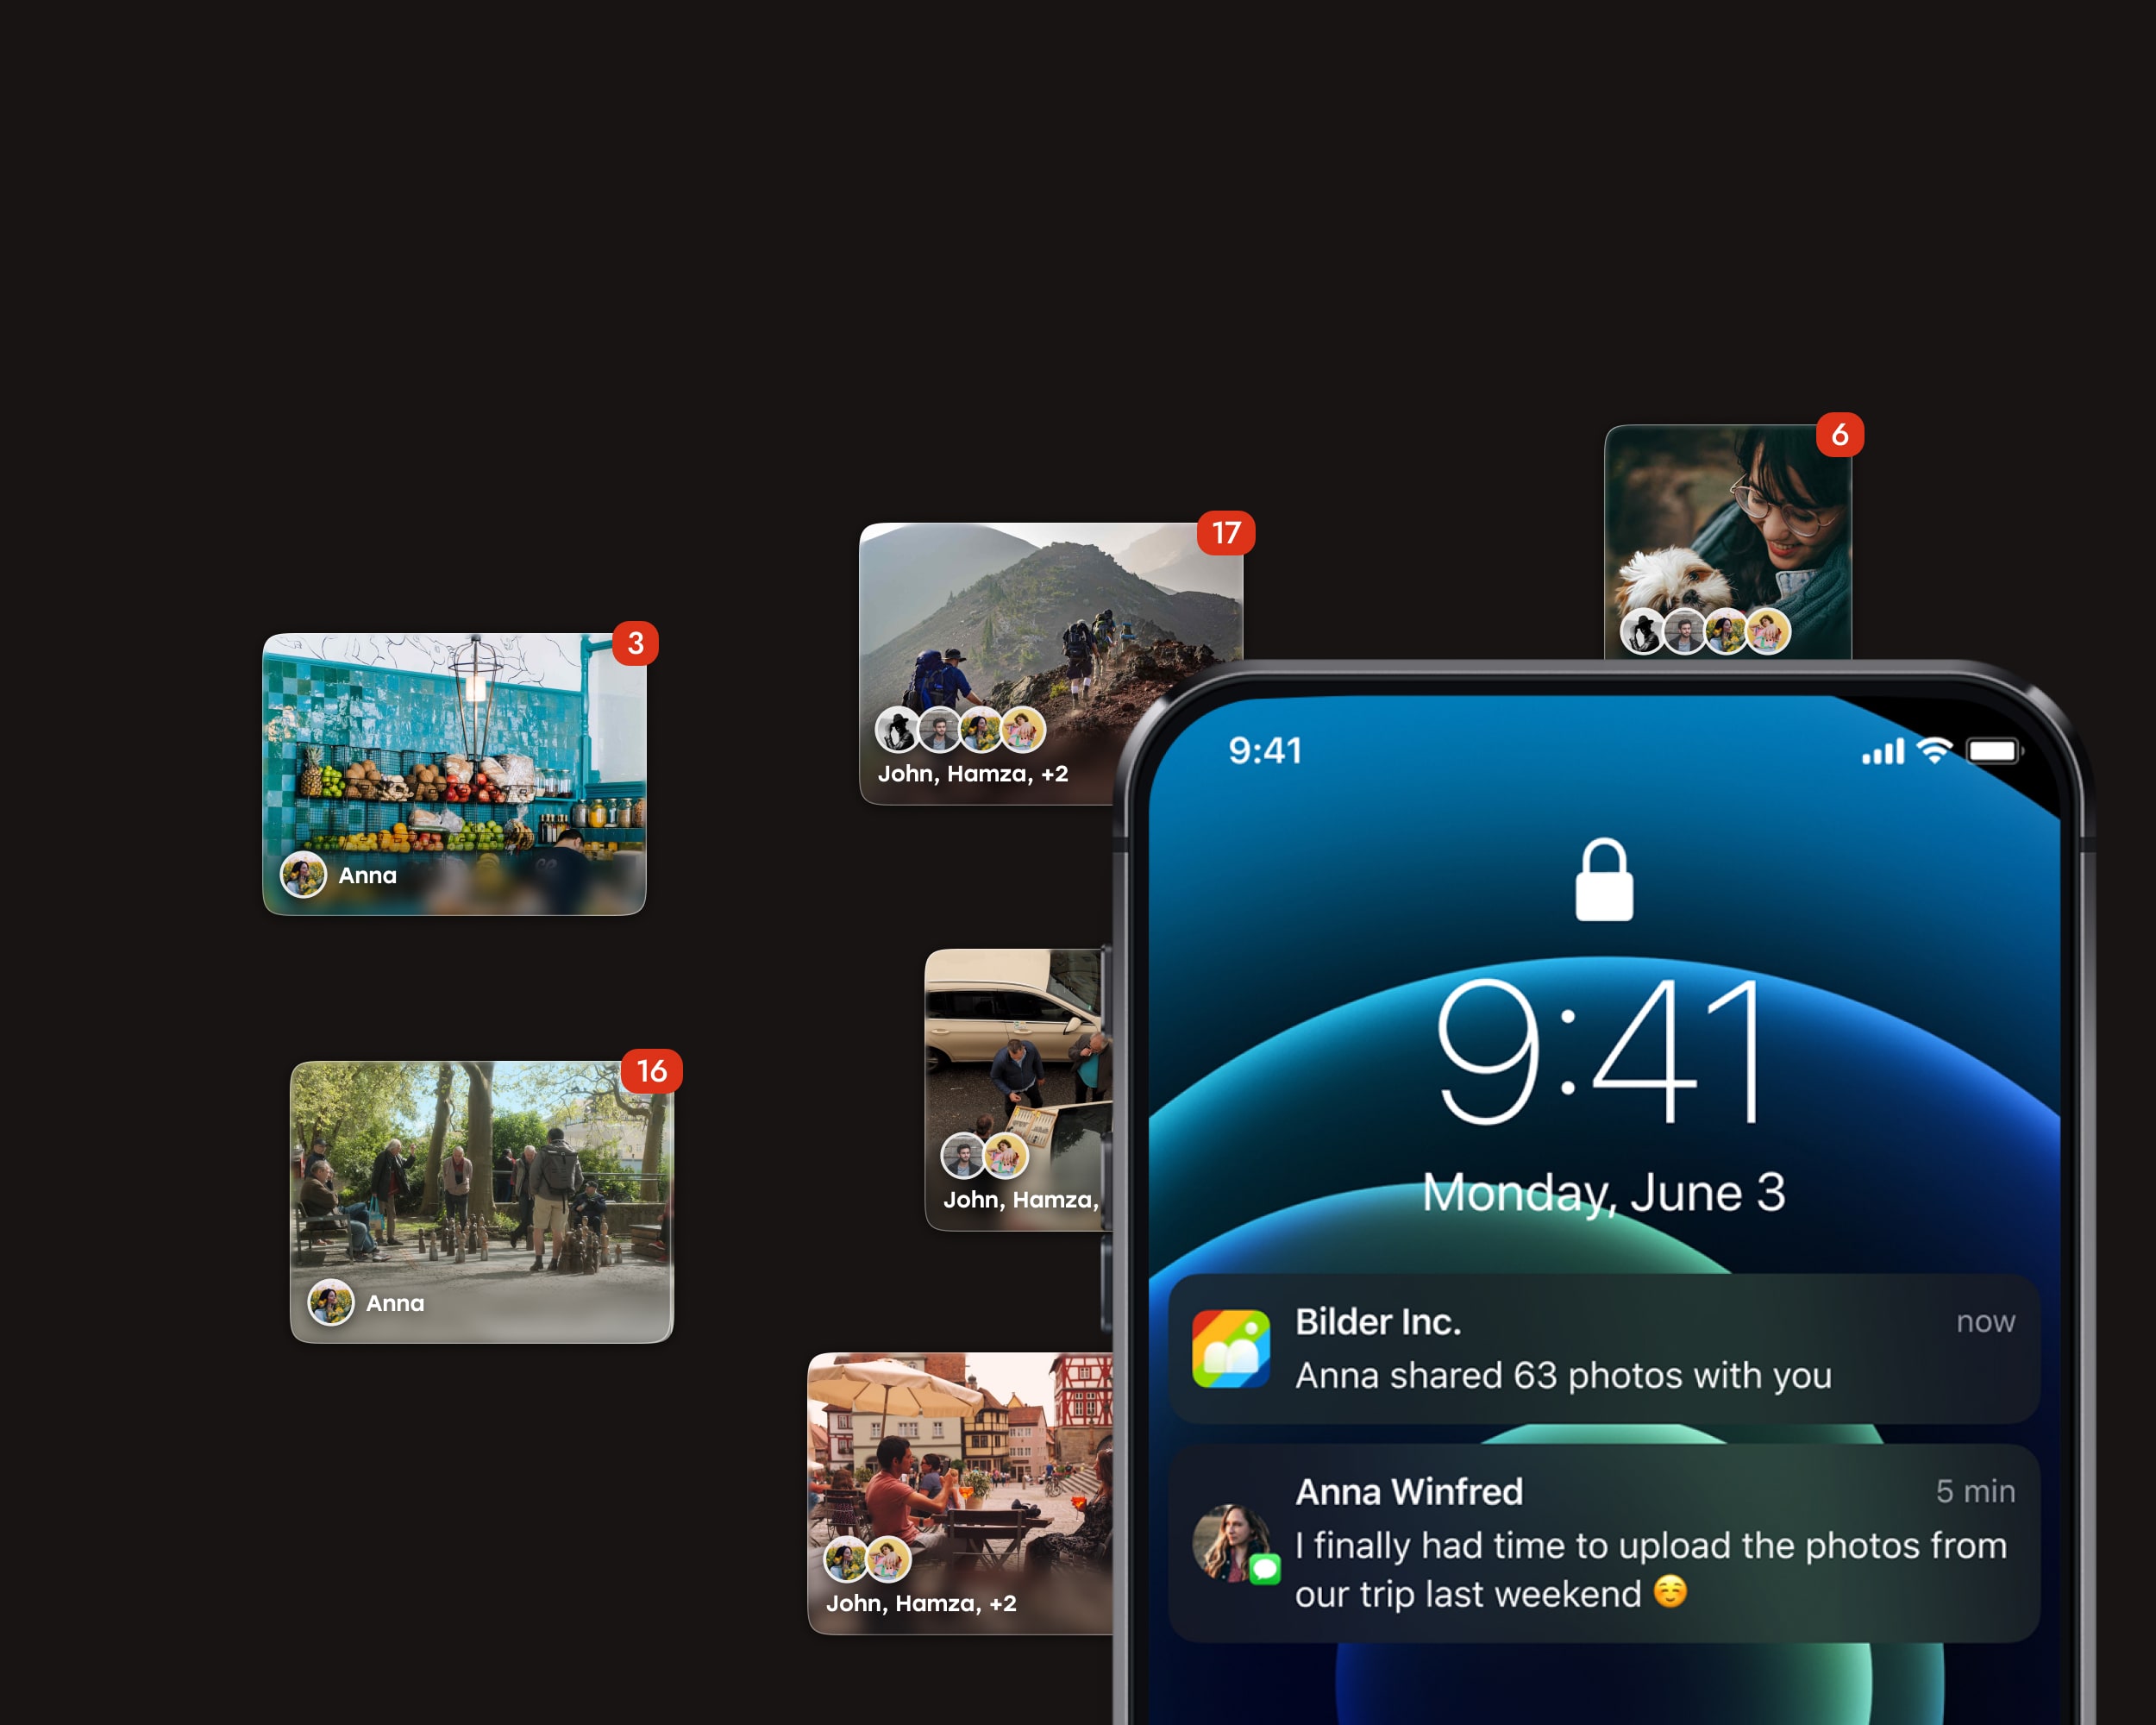 6
17
3
9:41
John, Hamza, +2
Anna
9:41
16
Monday, June 3
John, Hamza,
Anna
Bilder Inc.
now
Anna shared 63 photos with you
Anna Winfred
5 min
I finally had time to upload the photos from
our trip last weekend ☺️
John, Hamza, +2